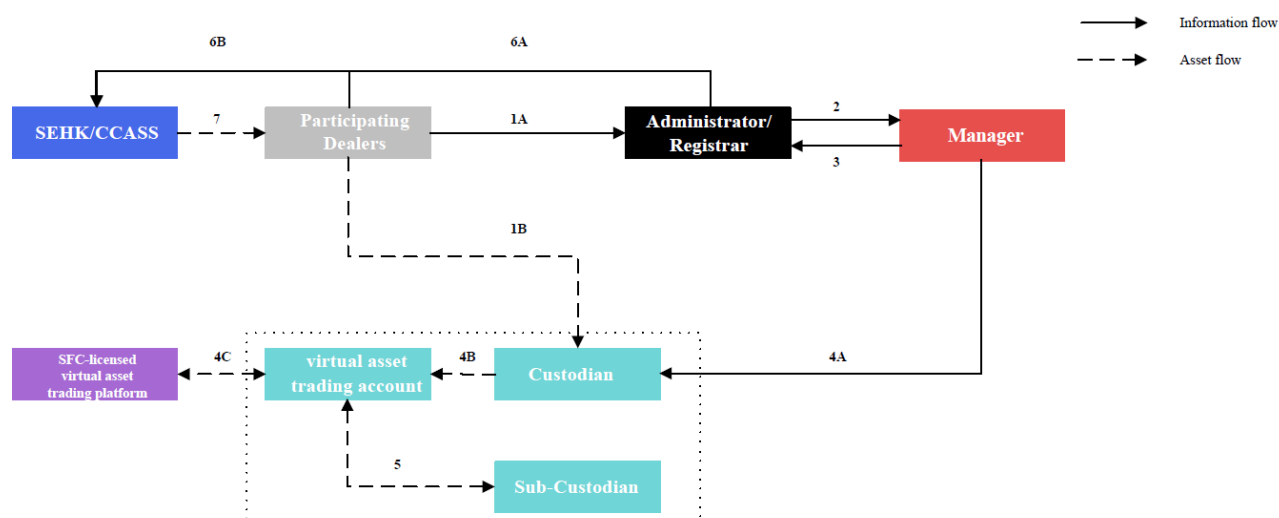 Information flow
6B
6A
Asset flow
SEHK/CCASS
7
Participating
Dealers
1A
Administrator/
Registrar
2
3
Manager
1B
SFC-licensed
virtual asset
trading platform
4C
virtual asset
trading account
4B
Custodian
4A
5
Sub-Custodian